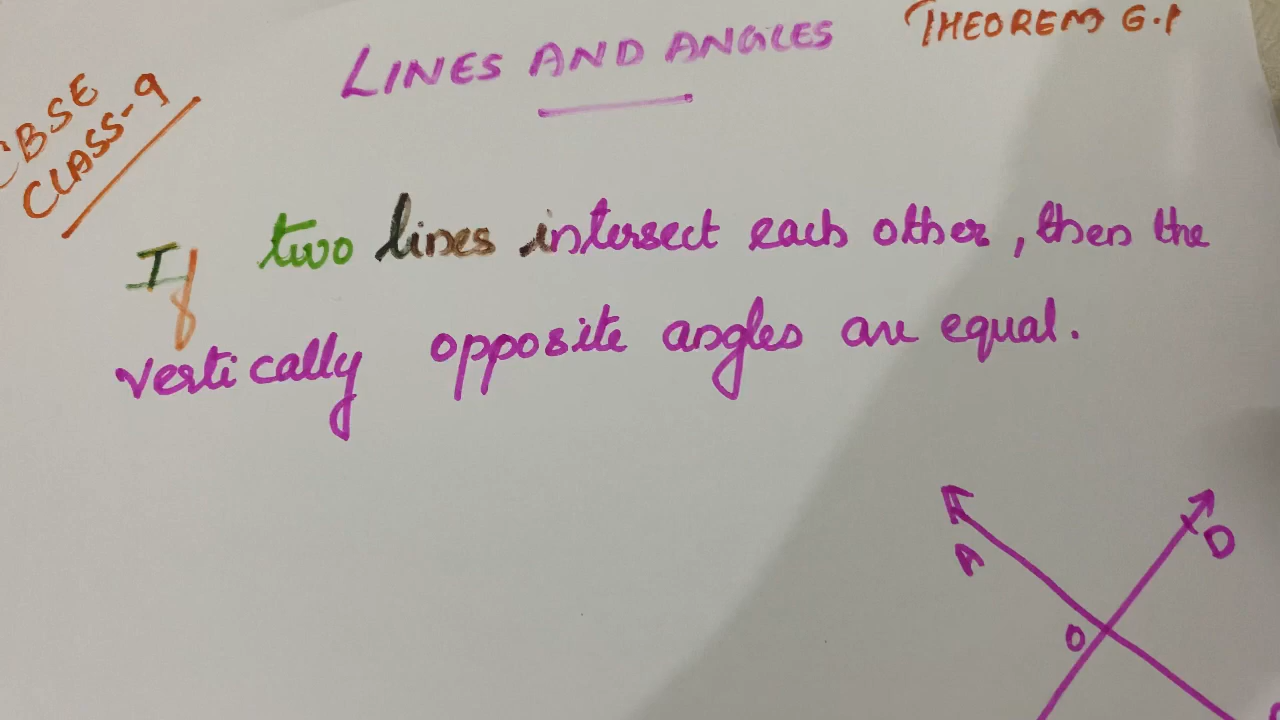 LINES AND ANGLES
THEOREM 6.1
CBSE
CLASS-9
If two lines intersect each other, then the
vertically opposite angles are equal.
A
D
O